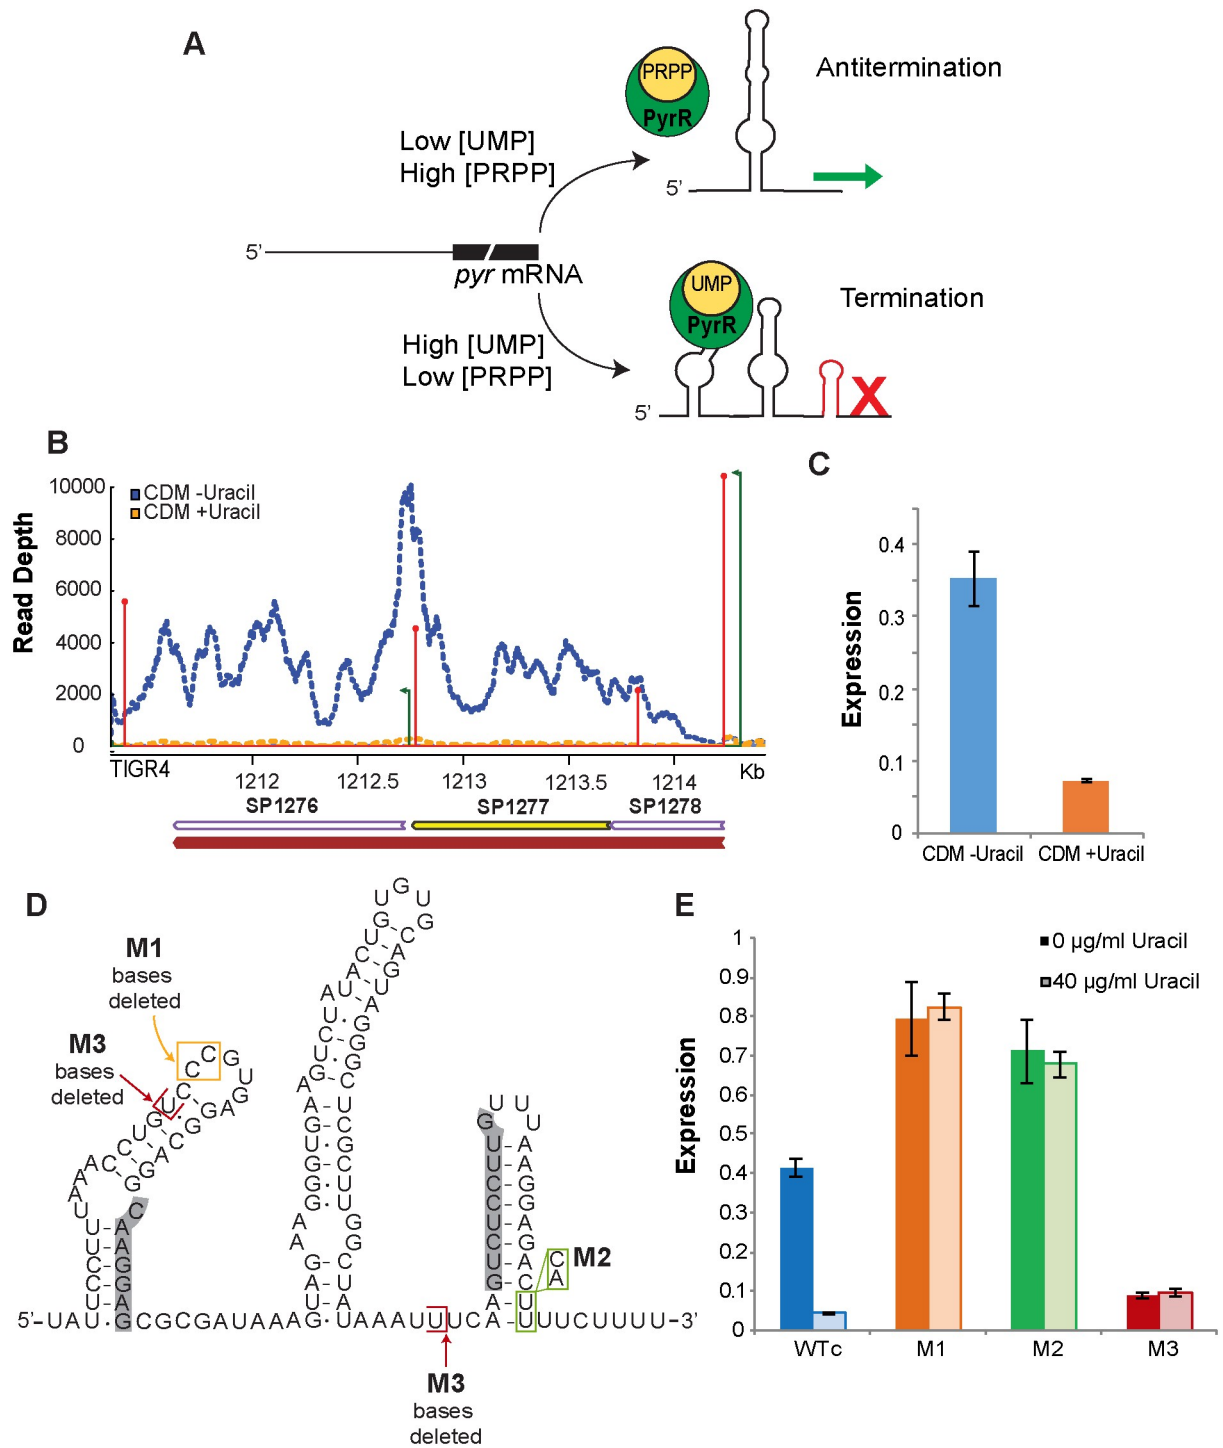 A
PRPP
PyrR
Antitermination
Low [UMP]
High [PRPP]
5'
5'
pyr mRNA
UMP
PyrR
Termination
High [UMP]
Low [PRPP]
5'
B
C
Read Depth
10000
8000
6000
4000
2000
0
CDM -Uracil
CDM +Uracil
TIGR4
1212
1212.5
1213
1213.5
1214
Kb
SP1276
SP1277
SP1278
Expression
0.4
0.3
0.2
0.1
0
CDM -Uracil
CDM +Uracil
D
M1
bases
deleted
M3
bases
deleted
M2
C
A
5'-UAU
GCGCGAUAAAG
UAAAUUUCA
UUUCUUUU-3'
M3
bases
deleted
E
Expression
1
0.9
0.8
0.7
0.6
0.5
0.4
0.3
0.2
0.1
0
0 µg/ml Uracil
40 µg/ml Uracil
WTc
M1
M2
M3